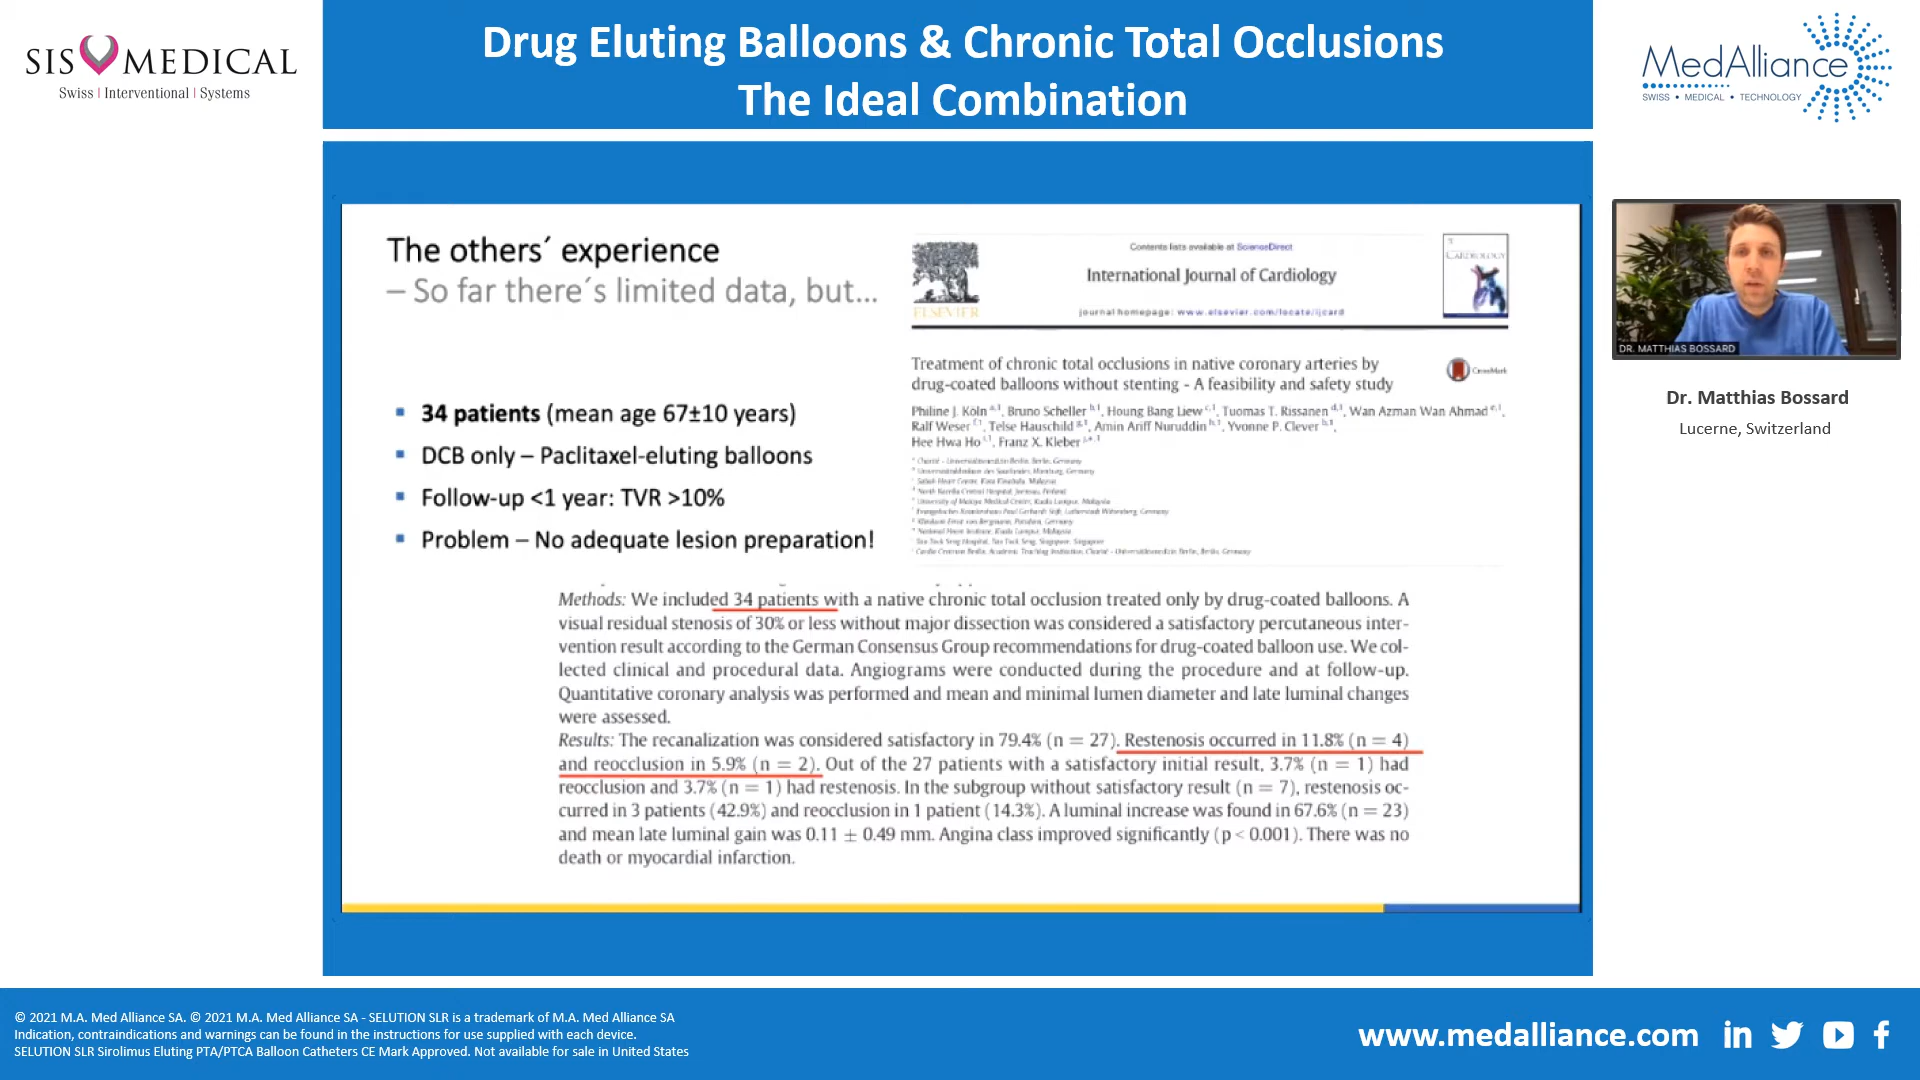 SIS MEDICAL
Swiss | Interventional | Systems
Drug Eluting Balloons & Chronic Total Occlusions
The Ideal Combination
MedAlliance
SWISS • MEDICAL • TECHNOLOGY
The others´ experience
– So far there´s limited data, but...
34 patients (mean age 67±10 years)
DCB only – Paclitaxel-eluting balloons
Follow-up <1 year: TVR >10%
Problem – No adequate lesion preparation!
Contents lists available at ScienceDirect
International Journal of Cardiology
journal homepage: www.elsevier.com/locate/ijcard
ELSEVIER
CARDIOLOGY
Treatment of chronic total occlusions in native coronary arteries by
drug-coated balloons without stenting - A feasibility and safety study
CrossMark
Philine J. Köln, Bruno Scheller, Houng Bang Liew, Tuomas T. Rissanen, Wan Azman Wan Ahmad,
Ralf Weser, Telse Hauschild, Amin Ariff Nuruddin, Yvonne P. Clever,
Hee Hwa Ho, Franz X. Kleber
Methods: We included 34 patients with a native chronic total occlusion treated only by drug-coated balloons. A
visual residual stenosis of 30% or less without major dissection was considered a satisfactory percutaneous inter-
vention result according to the German Consensus Group recommendations for drug-coated balloon use. We col-
lected clinical and procedural data. Angiograms were conducted during the procedure and at follow-up.
Quantitative coronary analysis was performed and mean and minimal lumen diameter and late luminal changes
were assessed.
Results: The recanalization was considered satisfactory in 79.4% (n = 27). Restenosis occurred in 11.8% (n = 4)
and reocclusion in 5.9% (n = 2). Out of the 27 patients with a satisfactory initial result, 3.7% (n = 1) had
reocclusion and 3.7% (n = 1) had restenosis. In the subgroup without satisfactory result (n = 7), restenosis oc-
curred in 3 patients (42.9%) and reocclusion in 1 patient (14.3%). A luminal increase was found in 67.6% (n = 23)
and mean late luminal gain was 0.11 ± 0.49 mm. Angina class improved significantly (p < 0.001). There was no
death or myocardial infarction.
DR. MATTHIAS BOSSARD
Dr. Matthias Bossard
Lucerne, Switzerland
© 2021 M.A. Med Alliance SA. © 2021 M.A. Med Alliance SA - SELUTION SLR is a trademark of M.A. Med Alliance SA
Indication, contraindications and warnings can be found in the instructions for use supplied with each device.
SELUTION SLR Sirolimus Eluting PTA/PTCA Balloon Catheters CE Mark Approved. Not available for sale in United States
www.medalliance.com